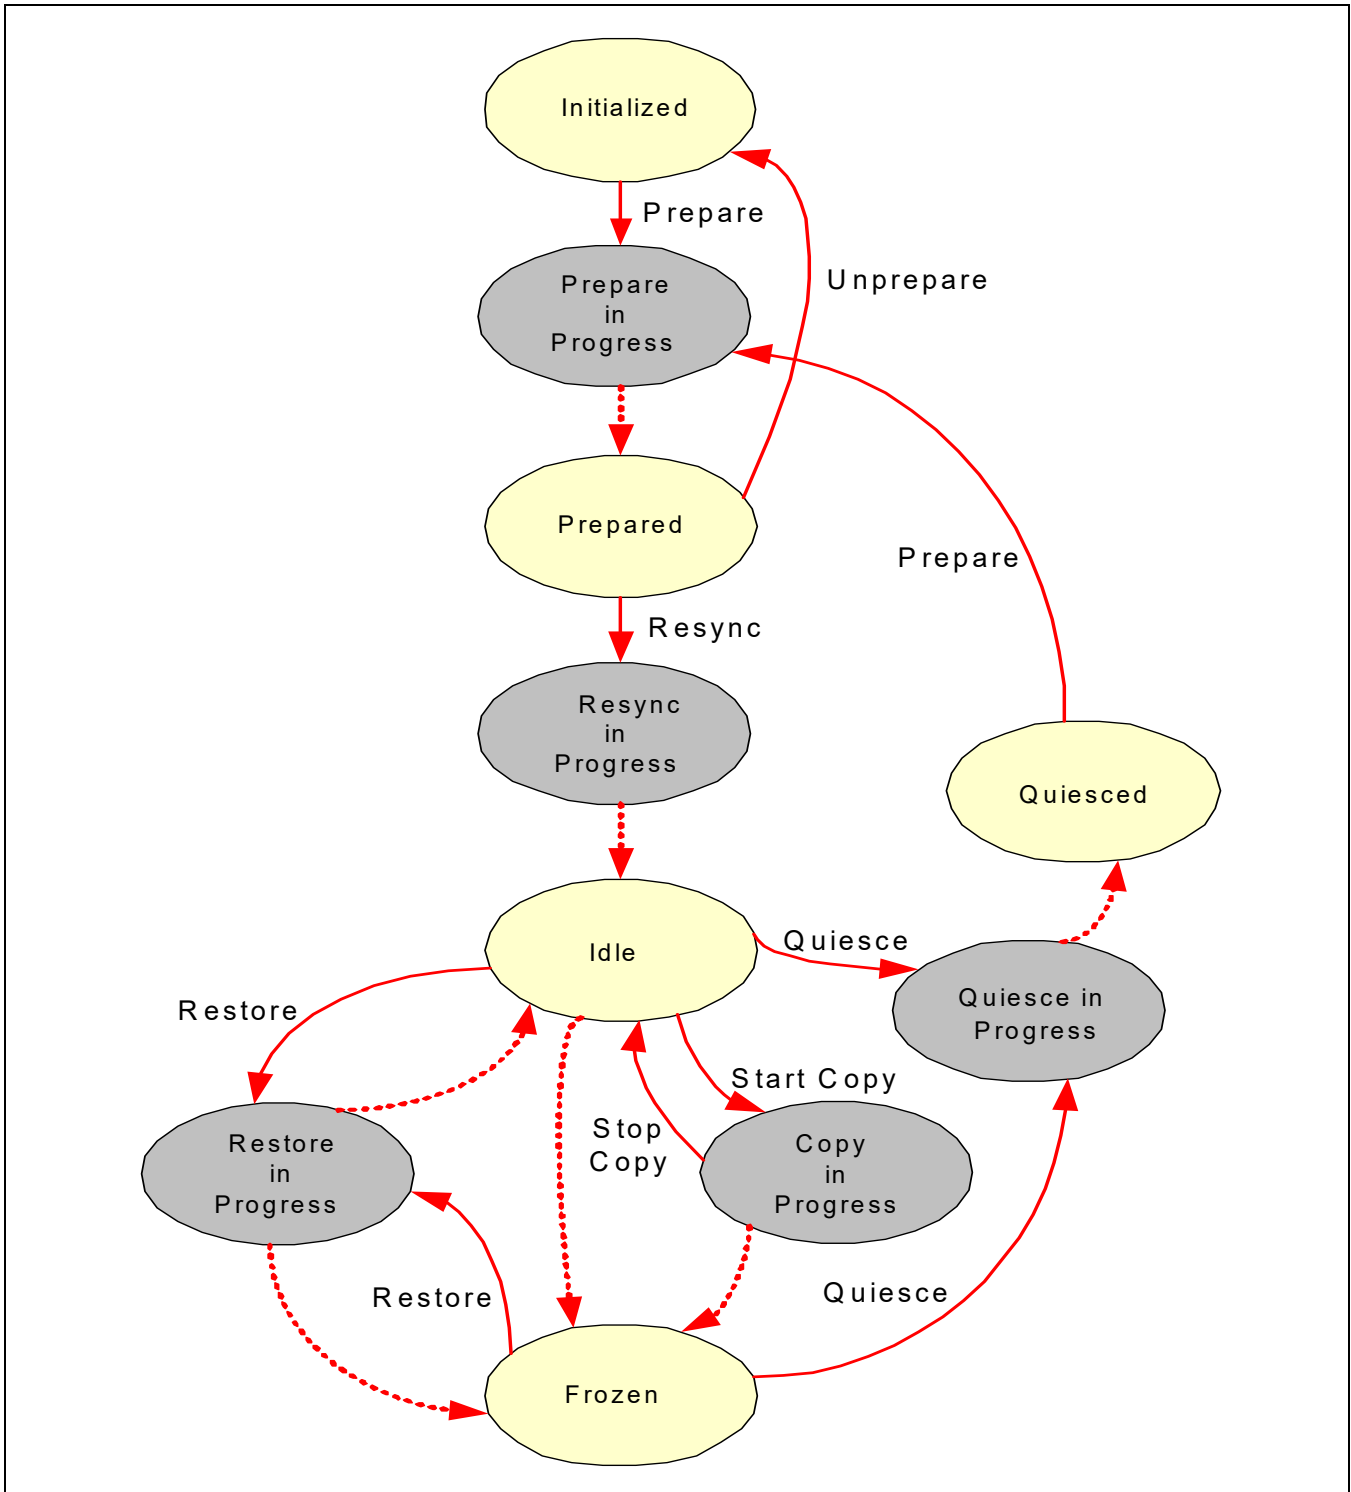 Initialized
Prepare
Unprepare
Prepare
in
Progress
Prepared
Prepare
Resync
Resync
in
Progress
Quiesced
Idle
Quiesce
Quiesce in
Progress
Restore
Start Copy
Stop
Copy
Restore
in
Progress
Copy
in
Progress
Restore
Quiesce
Frozen